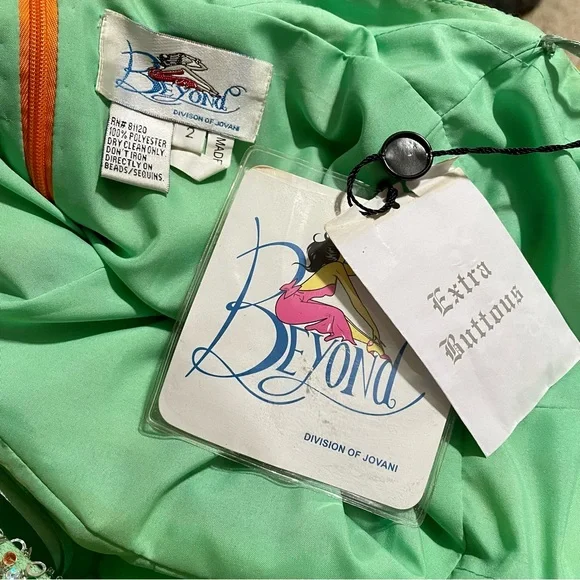 BEYOND
DIVISION OF JOVANI
RN# 81120
100% POLYESTER
DRY CLEAN ONLY.
DON'T IRON
DIRECTLY ON
BEADS/SEQUINS.
2
MADE
BEYOND
DIVISION OF JOVANI
Extra
Buttons